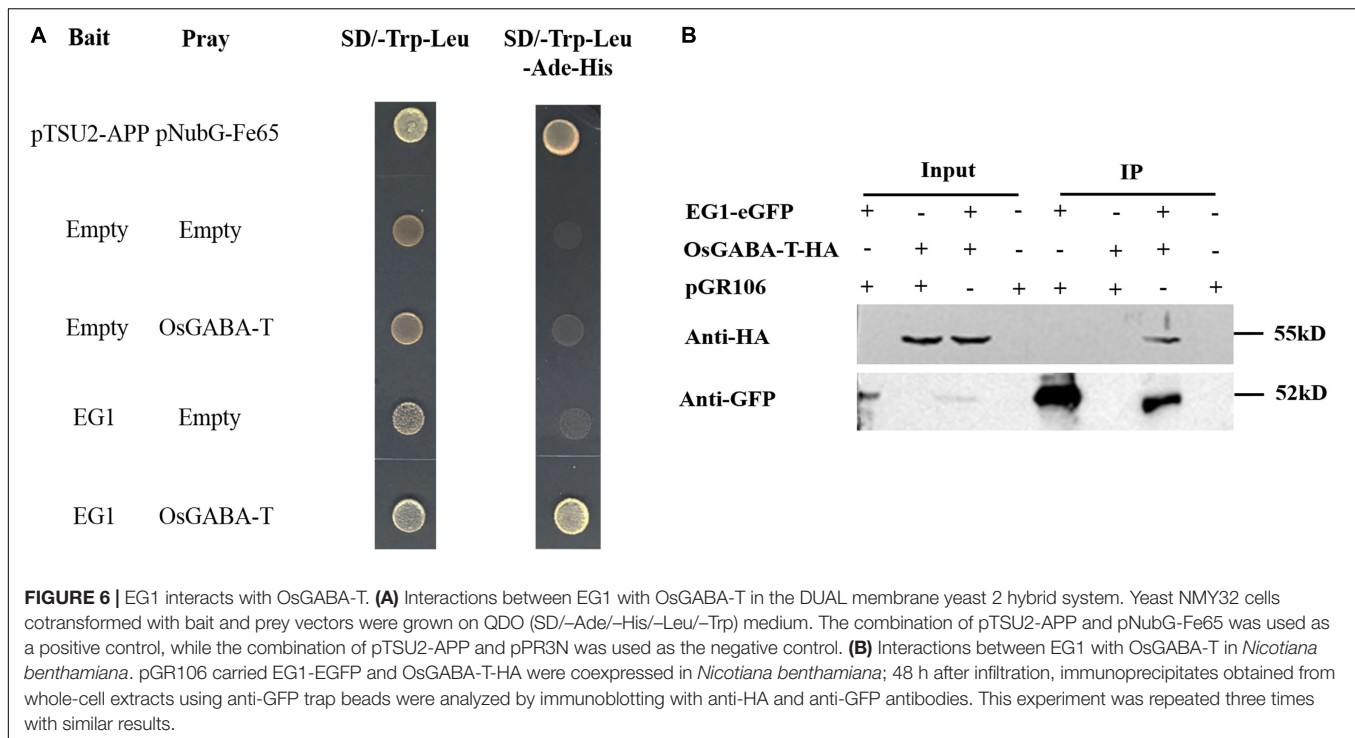 A Bait Pray SD/-Trp-Leu SD/-Trp-Leu
-Ade-His
pTSU2-APP pNubG-Fe65
Empty Empty
Empty OsGABA-T
EG1 Empty
EG1 OsGABA-T
B
Input IP
EG1-eGFP + - + - + - + -
OsGABA-T-HA - + + - - + + -
pGR106 + + - + + + - +
Anti-HA 55kD
Anti-GFP 52kD
FIGURE 6 | EG1 interacts with OsGABA-T. (A) Interactions between EG1 with OsGABA-T in the DUAL membrane yeast 2 hybrid system. Yeast NMY32 cells
cotransformed with bait and prey vectors were grown on QDO (SD/–Ade/–His/–Leu/–Trp) medium. The combination of pTSU2-APP and pNubG-Fe65 was used as
a positive control, while the combination of pTSU2-APP and pPR3N was used as the negative control. (B) Interactions between EG1 with OsGABA-T in Nicotiana
benthamiana. pGR106 carried EG1-EGFP and OsGABA-T-HA were coexpressed in Nicotiana benthamiana; 48 h after infiltration, immunoprecipitates obtained from
whole-cell extracts using anti-GFP trap beads were analyzed by immunoblotting with anti-HA and anti-GFP antibodies. This experiment was repeated three times
with similar results.